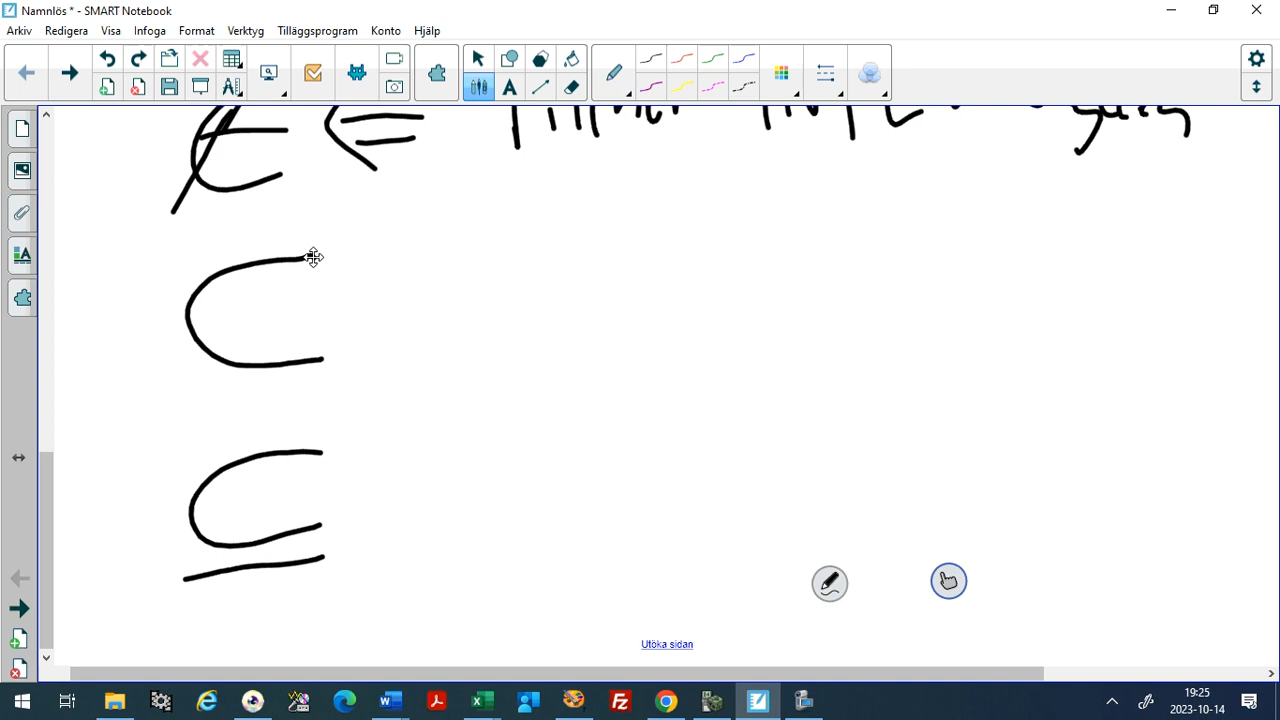 Namnlös * - SMART Notebook
Arkiv Redigera Visa Infoga Format Verktyg Tilläggsprogram Konto Hjälp
∉ ⇐
⊂
⊆
Utöka sidan
19:25
2023-10-14